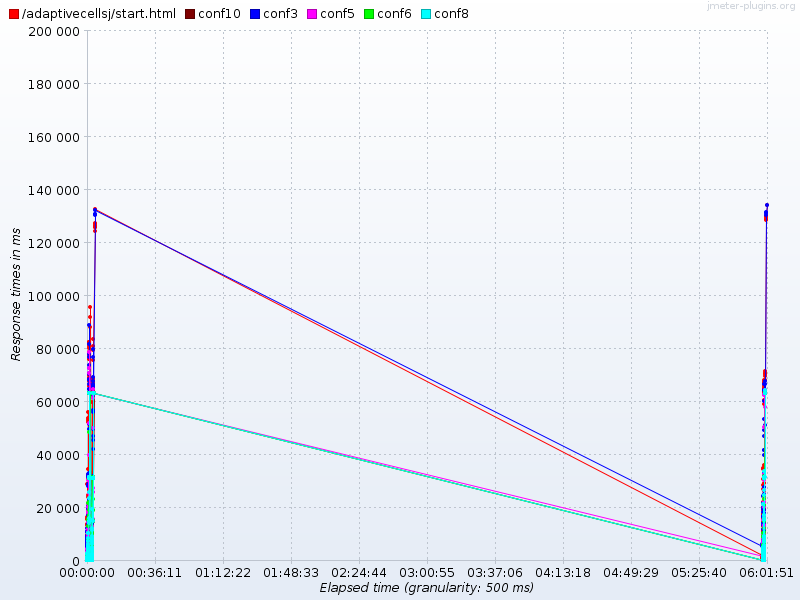 /adaptivecellsj/start.html conf10 conf3 conf5 conf6 conf8
jmeter-plugins.org
200 000
180 000
160 000
140 000
120 000
100 000
80 000
60 000
40 000
20 000
0
Response times in ms
00:00:00 00:36:11 01:12:22 01:48:33 02:24:44 03:00:55 03:37:06 04:13:18 04:49:29 05:25:40 06:01:51
Elapsed time (granularity: 500 ms)